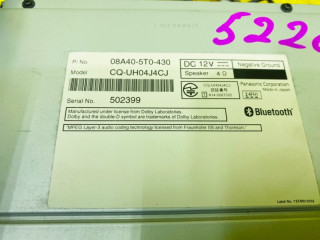 522
P/No 08A40-5T0-430
Model CQ-UH04J4CJ
Serial No. 502399
DC 12V
Negative Ground
Speaker 4 Ω
Panasonic Corporation
Made in Japan
Manufactured under license from Dolby Laboratories.
Dolby and the double-D symbol are trademarks of Dolby Laboratories.
Bluetooth
"MPEG Layer-3 audio coding technology licensed from Fraunhofer IIS and Thomson."